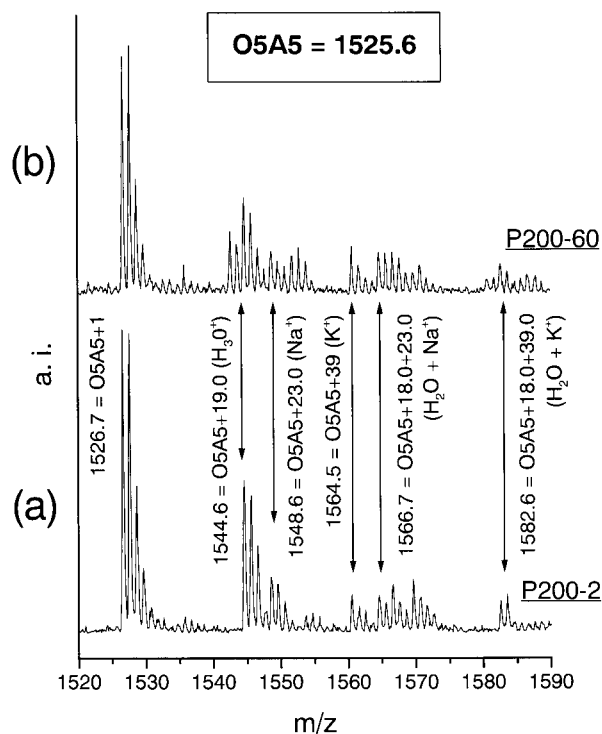 O5A5 = 1525.6
(b)
P200-60
1526.7 = O5A5+1
1544.6 = O5A5+19.0 (H₃0⁺)
1548.6 = O5A5+23.0 (Na⁺)
1564.5 = O5A5+39 (K⁺)
1566.7 = O5A5+18.0+23.0
(H₂O + Na⁺)
1582.6 = O5A5+18.0+39.0
(H₂O + K⁺)
a. i.
(a)
P200-2
1520 1530 1540 1550 1560 1570 1580 1590
m/z